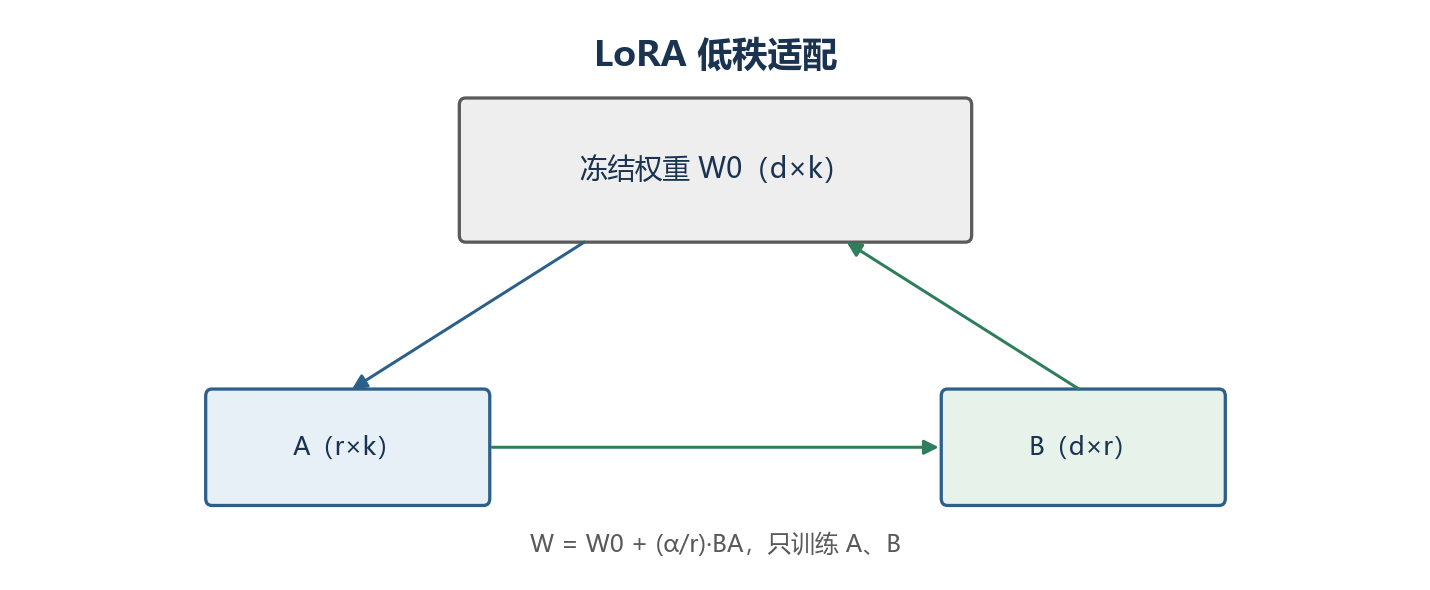 LoRA 低秩适配
冻结权重 W0（d×k）
A（r×k）
B（d×r）
W = W0 + (α/r)·BA，只训练 A、B